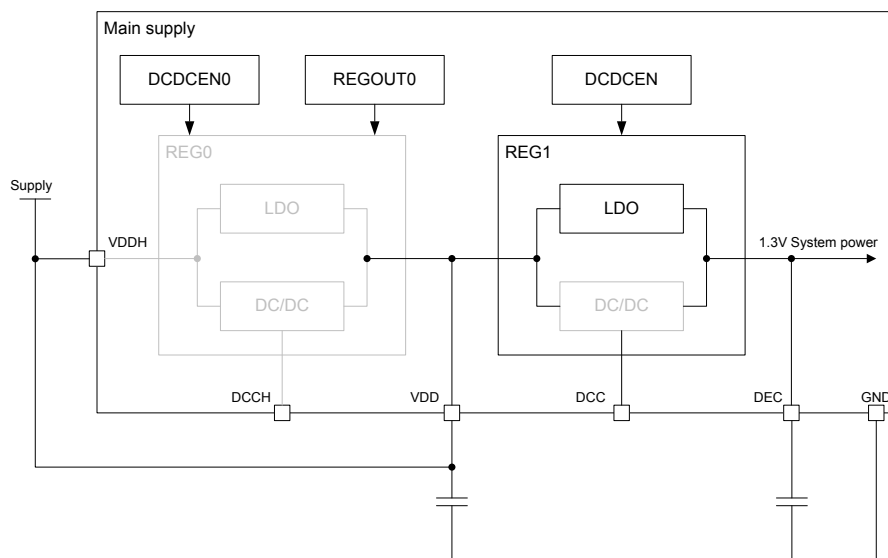 Main supply
DCDCEN0
REGOUT0
DCDCEN
REG0
REG1
Supply
LDO
LDO
VDDH
1.3V System power
DC/DC
DC/DC
DCCH
VDD
DCC
DEC
GND